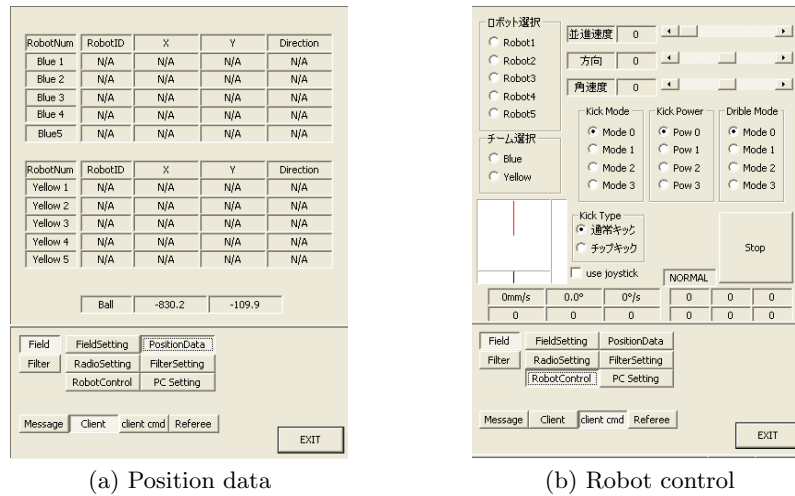 RobotNum RobotID X Y Direction
Blue 1 N/A N/A N/A N/A
Blue 2 N/A N/A N/A N/A
Blue 3 N/A N/A N/A N/A
Blue 4 N/A N/A N/A N/A
Blue5 N/A N/A N/A N/A
RobotNum RobotID X Y Direction
Yellow 1 N/A N/A N/A N/A
Yellow 2 N/A N/A N/A N/A
Yellow 3 N/A N/A N/A N/A
Yellow 4 N/A N/A N/A N/A
Yellow 5 N/A N/A N/A N/A
Ball -830.2 -109.9
Field FieldSetting PositionData
Filter RadioSetting FilterSetting
RobotControl PC Setting
Message Client client cmd Referee
EXIT
(a) Position data
ロボット選択
Robot1
Robot2
Robot3
Robot4
Robot5
並進速度 0
方向 0
角速度 0
チーム選択
Blue
Yellow
Kick Mode
Mode 0
Mode 1
Mode 2
Mode 3
Kick Power
Pow 0
Pow 1
Pow 2
Pow 3
Drible Mode
Mode 0
Mode 1
Mode 2
Mode 3
Kick Type
通常キック
チップキック
use joystick
NORMAL
Stop
0mm/s 0.0° 0°/s 0 0 0
0 0 0 0 0 0
Field FieldSetting PositionData
Filter RadioSetting FilterSetting
RobotControl PC Setting
Message Client client cmd Referee
EXIT
(b) Robot control